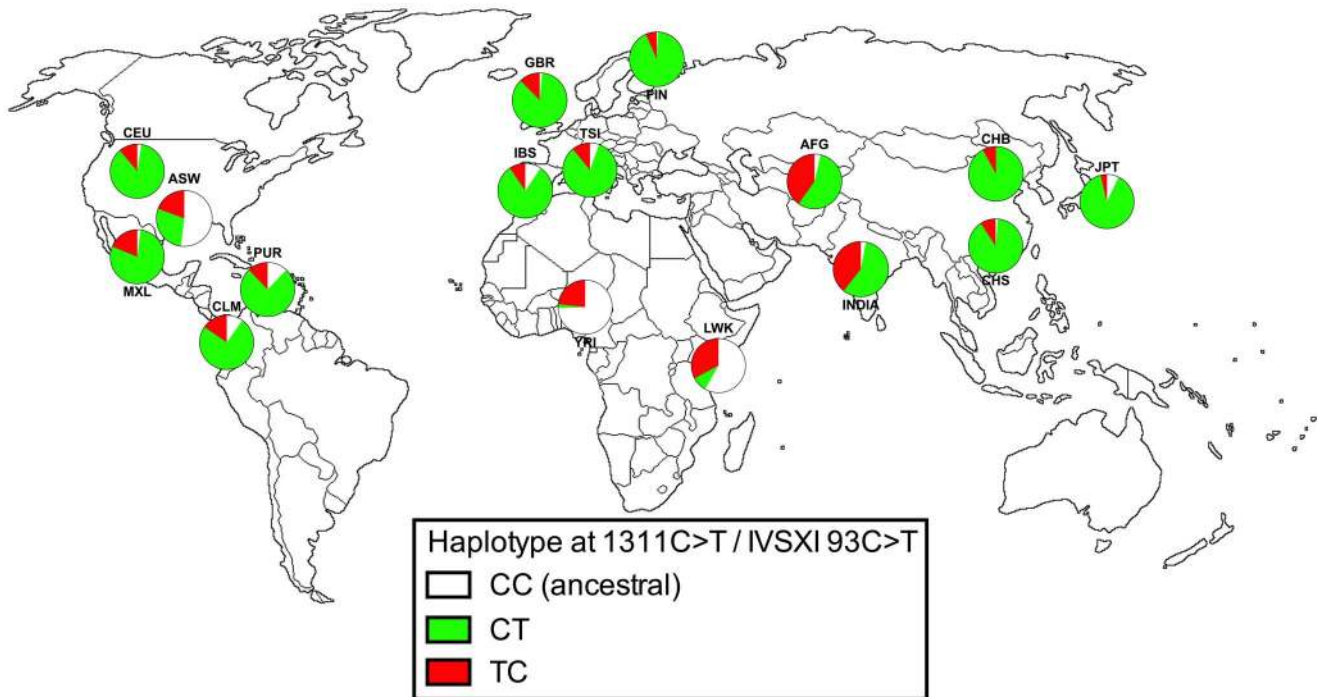 GBR
FIN
CEU
TSI
AFG
CHB
ASW
IBS
JPT
PUR
MXL
INDIA
CHS
CLM
YRI
LWK
Haplotype at 1311C>T / IVSXI 93C>T
CC (ancestral)
CT
TC